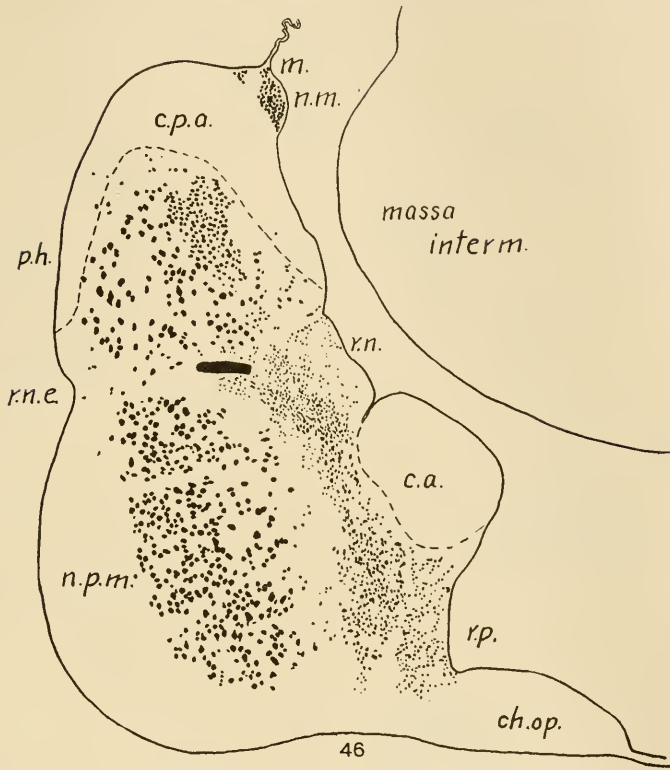 m.
n.m.
c.p.a.
massa
interm.
p.h.
r.n.
r.n.e.
c.a.
n.p.m.
r.p.
ch.op.
46